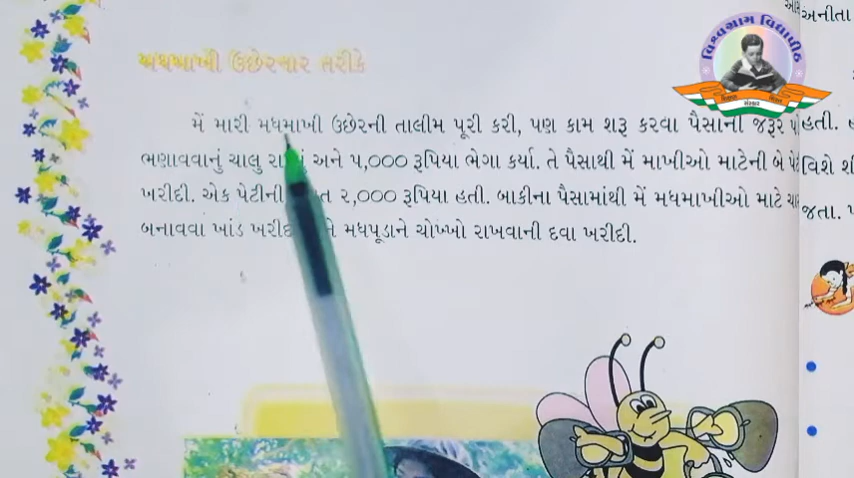 મધમાખી ઉછેરનાર તરીકે
મેં મારી મધમાખી ઉછેરની તાલીમ પૂરી કરી, પણ કામ શરૂ કરવા પૈસાની જરૂર
ભણાવવાનું ચાલુ અને ૫,૦૦૦ રૂપિયા ભેગા કર્યા. તે પૈસાથી મેં માખીઓ માટેની બે
ખરીદી. એક પેટીની ૨,૦૦૦ રૂપિયા હતી. બાકીના પૈસામાંથી મેં મધમાખીઓ માટે
બનાવવા ખાંડ મધપૂડાને ચોખ્ખો રાખવાની દવા ખરીદી.
અનીતા
હતી.
વિશે
જતા.
વિશ્વગ્રામ વિદ્યાપીઠ